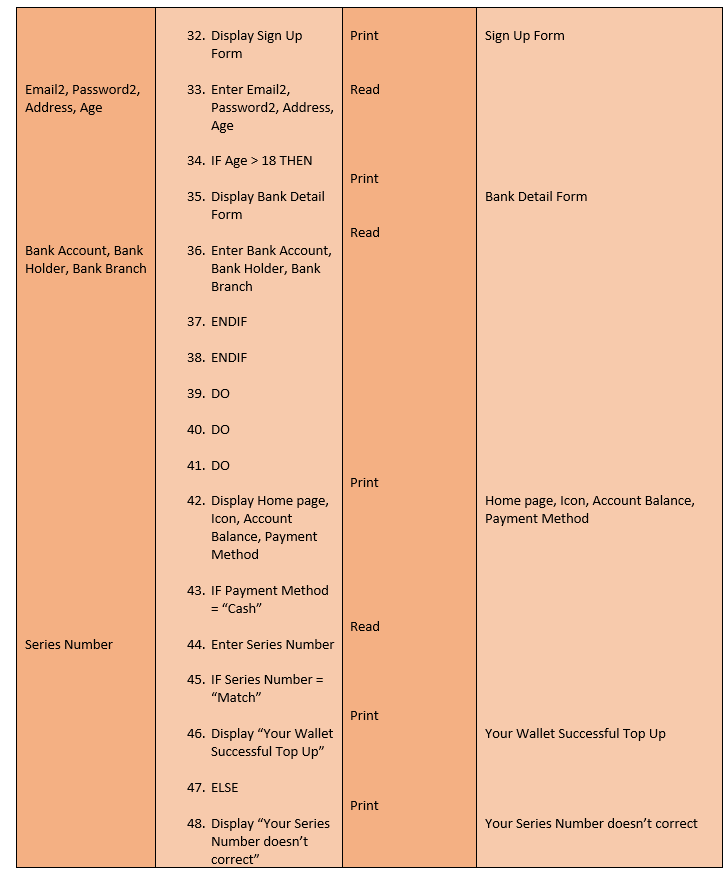 32. Display Sign Up
Form
Print
Sign Up Form
Email2, Password2,
Address, Age
33. Enter Email2,
Password2, Address,
Age
Read
34. IF Age > 18 THEN
Print
35. Display Bank Detail
Form
Bank Detail Form
Read
Bank Account, Bank
Holder, Bank Branch
36. Enter Bank Account,
Bank Holder, Bank
Branch
37. ENDIF
38. ENDIF
39. DO
40. DO
41. DO
Print
42. Display Home page,
Icon, Account
Balance, Payment
Method
Home page, Icon, Account Balance,
Payment Method
43. IF Payment Method
= “Cash”
Read
Series Number
44. Enter Series Number
45. IF Series Number =
“Match”
Print
46. Display “Your Wallet
Successful Top Up”
Your Wallet Successful Top Up
47. ELSE
Print
48. Display “Your Series
Number doesn’t
correct”
Your Series Number doesn’t correct